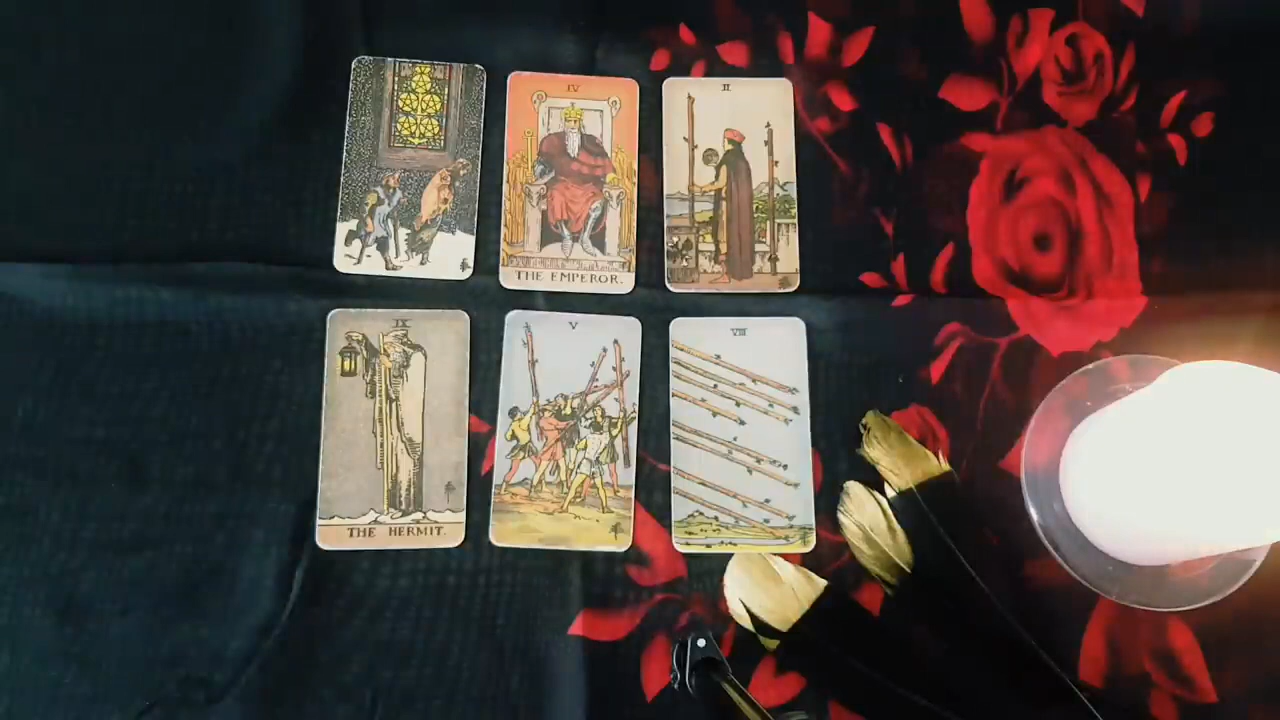 IV
THE EMPEROR.
II
IX
THE HERMIT.
V
VIII